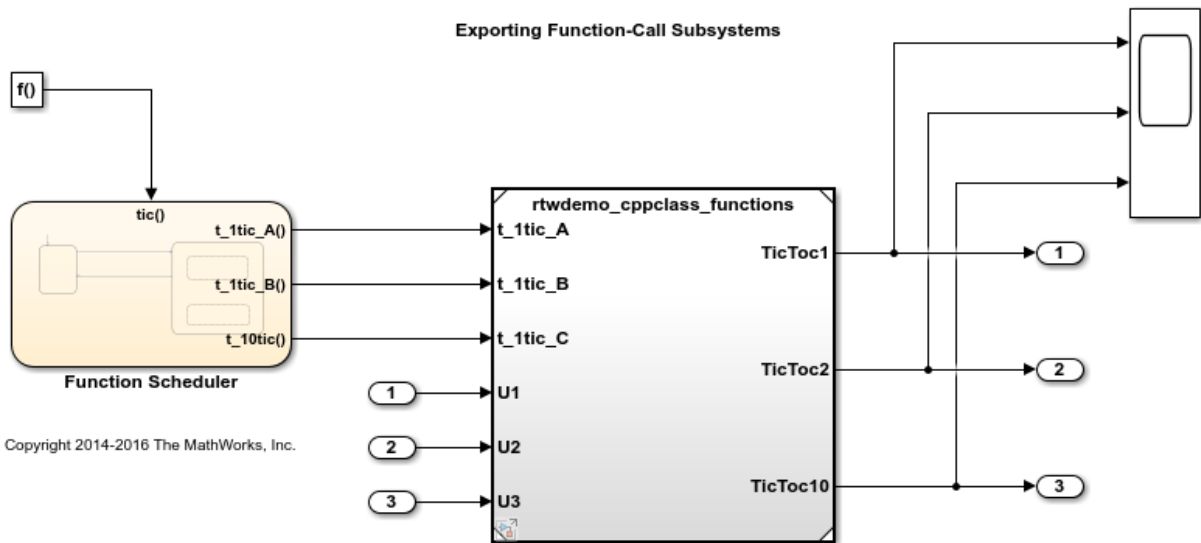 Exporting Function-Call Subsystems
f()
tic()
t_1tic_A()
t_1tic_B()
t_10tic()
Function Scheduler
Copyright 2014-2016 The MathWorks, Inc.
rtwdemo_cppclass_functions
t_1tic_A
t_1tic_B
t_1tic_C
1
U1
2
U2
3
U3
TicToc1
1
TicToc2
2
TicToc10
3